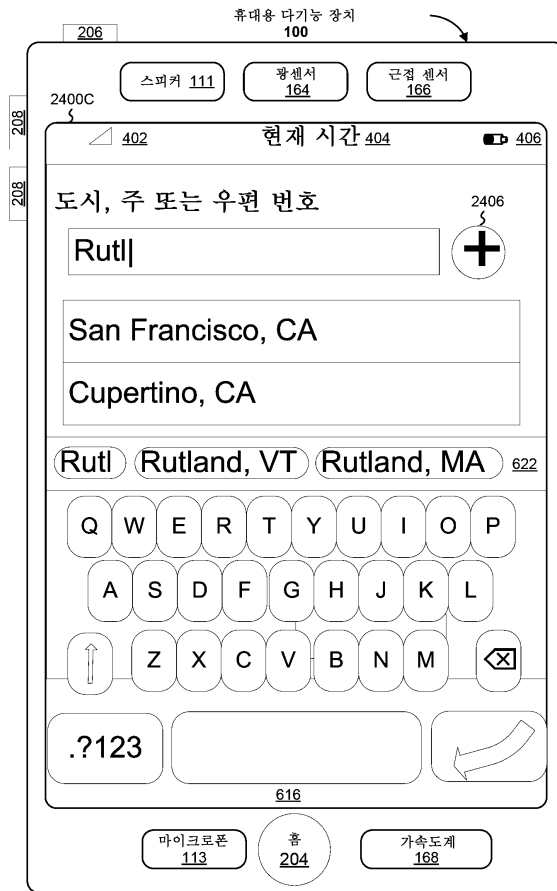 휴대용 다기능 장치
100
206
스피커 111
광센서
164
근접 센서
166
208
208
2400C
402
현재 시간 404
406
도시, 주 또는 우편 번호
2406
Rutl
+
San Francisco, CA
Cupertino, CA
Rutl Rutland, VT Rutland, MA 622
Q W E R T Y U I O P
A S D F G H J K L
Z X C V B N M
.?123
616
마이크로폰
113
홈
204
가속도계
168